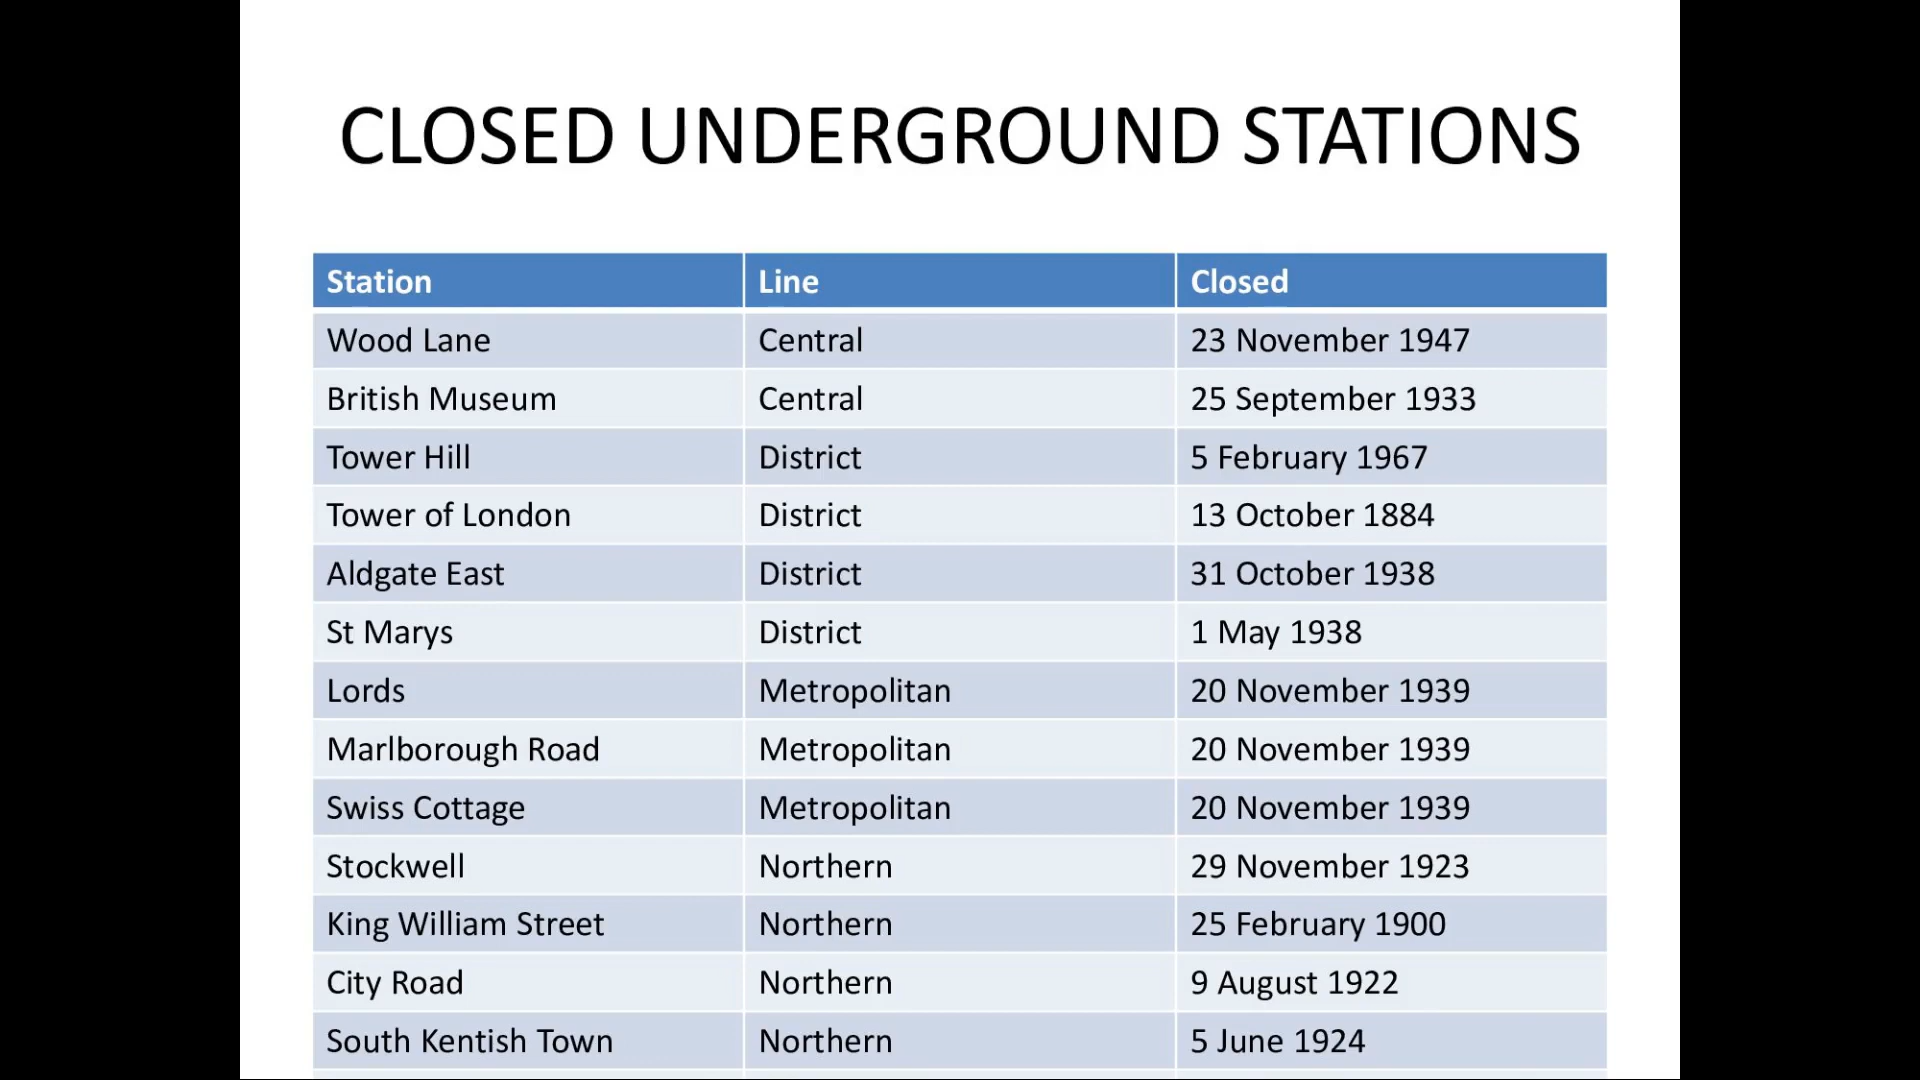 CLOSED UNDERGROUND STATIONS
Station Line Closed
Wood Lane Central 23 November 1947
British Museum Central 25 September 1933
Tower Hill District 5 February 1967
Tower of London District 13 October 1884
Aldgate East District 31 October 1938
St Marys District 1 May 1938
Lords Metropolitan 20 November 1939
Marlborough Road Metropolitan 20 November 1939
Swiss Cottage Metropolitan 20 November 1939
Stockwell Northern 29 November 1923
King William Street Northern 25 February 1900
City Road Northern 9 August 1922
South Kentish Town Northern 5 June 1924